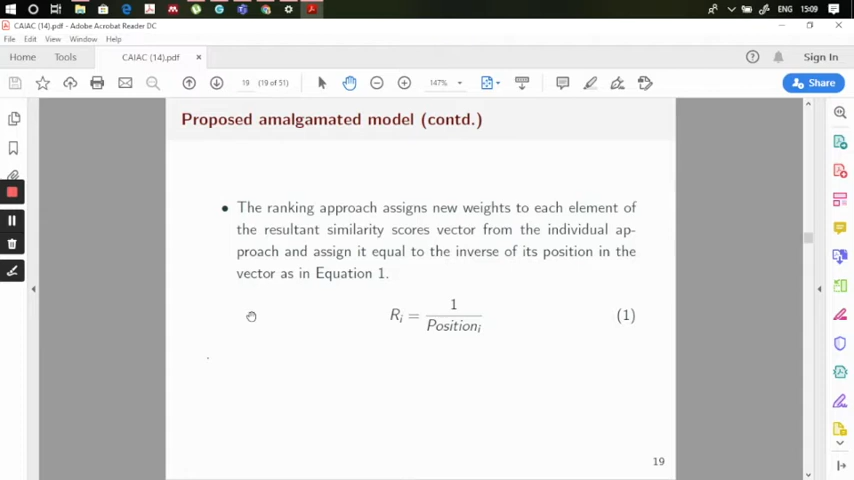 ENG 15:09
CAIAC (14).pdf - Adobe Acrobat Reader DC
File Edit View Window Help
Home Tools CAIAC (14).pdf × Sign In
19 (19 of 51) 147% Share
Proposed amalgamated model (contd.)
• The ranking approach assigns new weights to each element of
the resultant similarity scores vector from the individual ap-
proach and assign it equal to the inverse of its position in the
vector as in Equation 1.
Rᵢ = 1 / Positionᵢ (1)
19